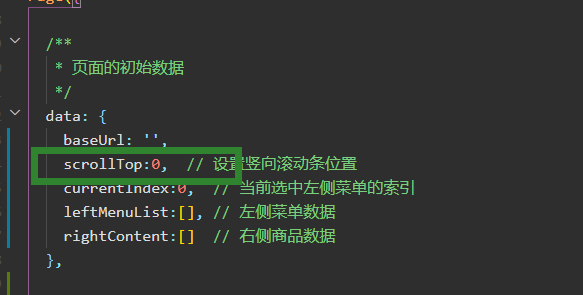 Page({
/**
* 页面的初始数据
*/
data: {
baseUrl: '',
scrollTop:0, // 设置竖向滚动条位置
currentIndex:0, // 当前选中左侧菜单的索引
leftMenuList:[], // 左侧菜单数据
rightContent:[] // 右侧商品数据
},